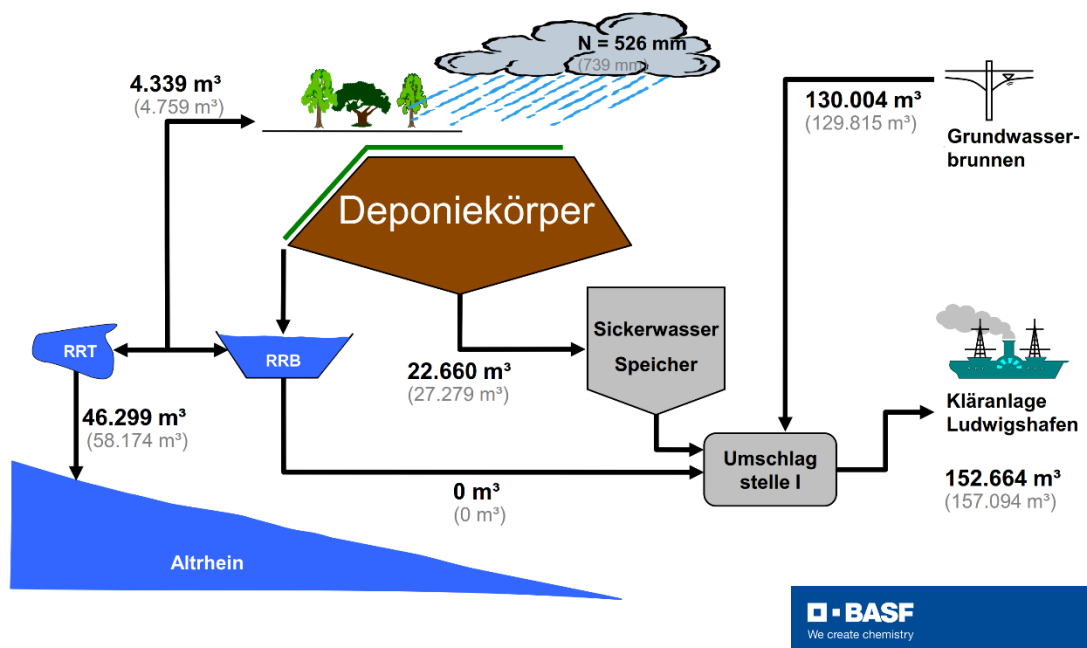 N = 526 mm
(739 mm)
4.339 m³
(4.759 m³)
130.004 m³
(129.815 m³)
Grundwasser-
brunnen
Deponiekörper
Sickerwasser
Speicher
RRT
RRB
22.660 m³
(27.279 m³)
46.299 m³
(58.174 m³)
Kläranlage
Ludwigshafen
Umschlag
stelle I
152.664 m³
(157.094 m³)
0 m³
(0 m³)
Altrhein
BASF
We create chemistry